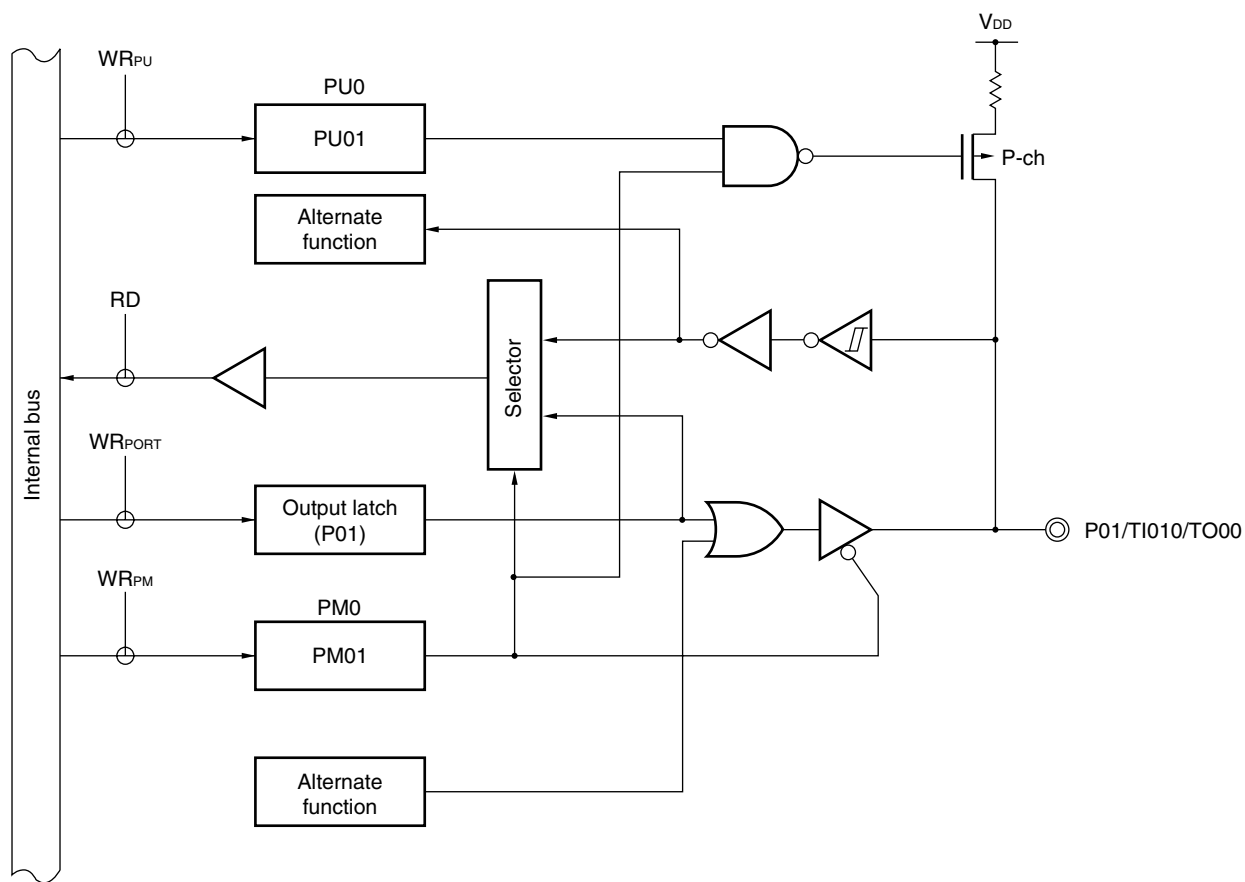 VDD
WRPU
PU0
PU01
P-ch
Alternate
function
RD
Selector
Internal bus
WRPORT
Output latch
(P01)
P01/TI010/TO00
WRPM
PM0
PM01
Alternate
function